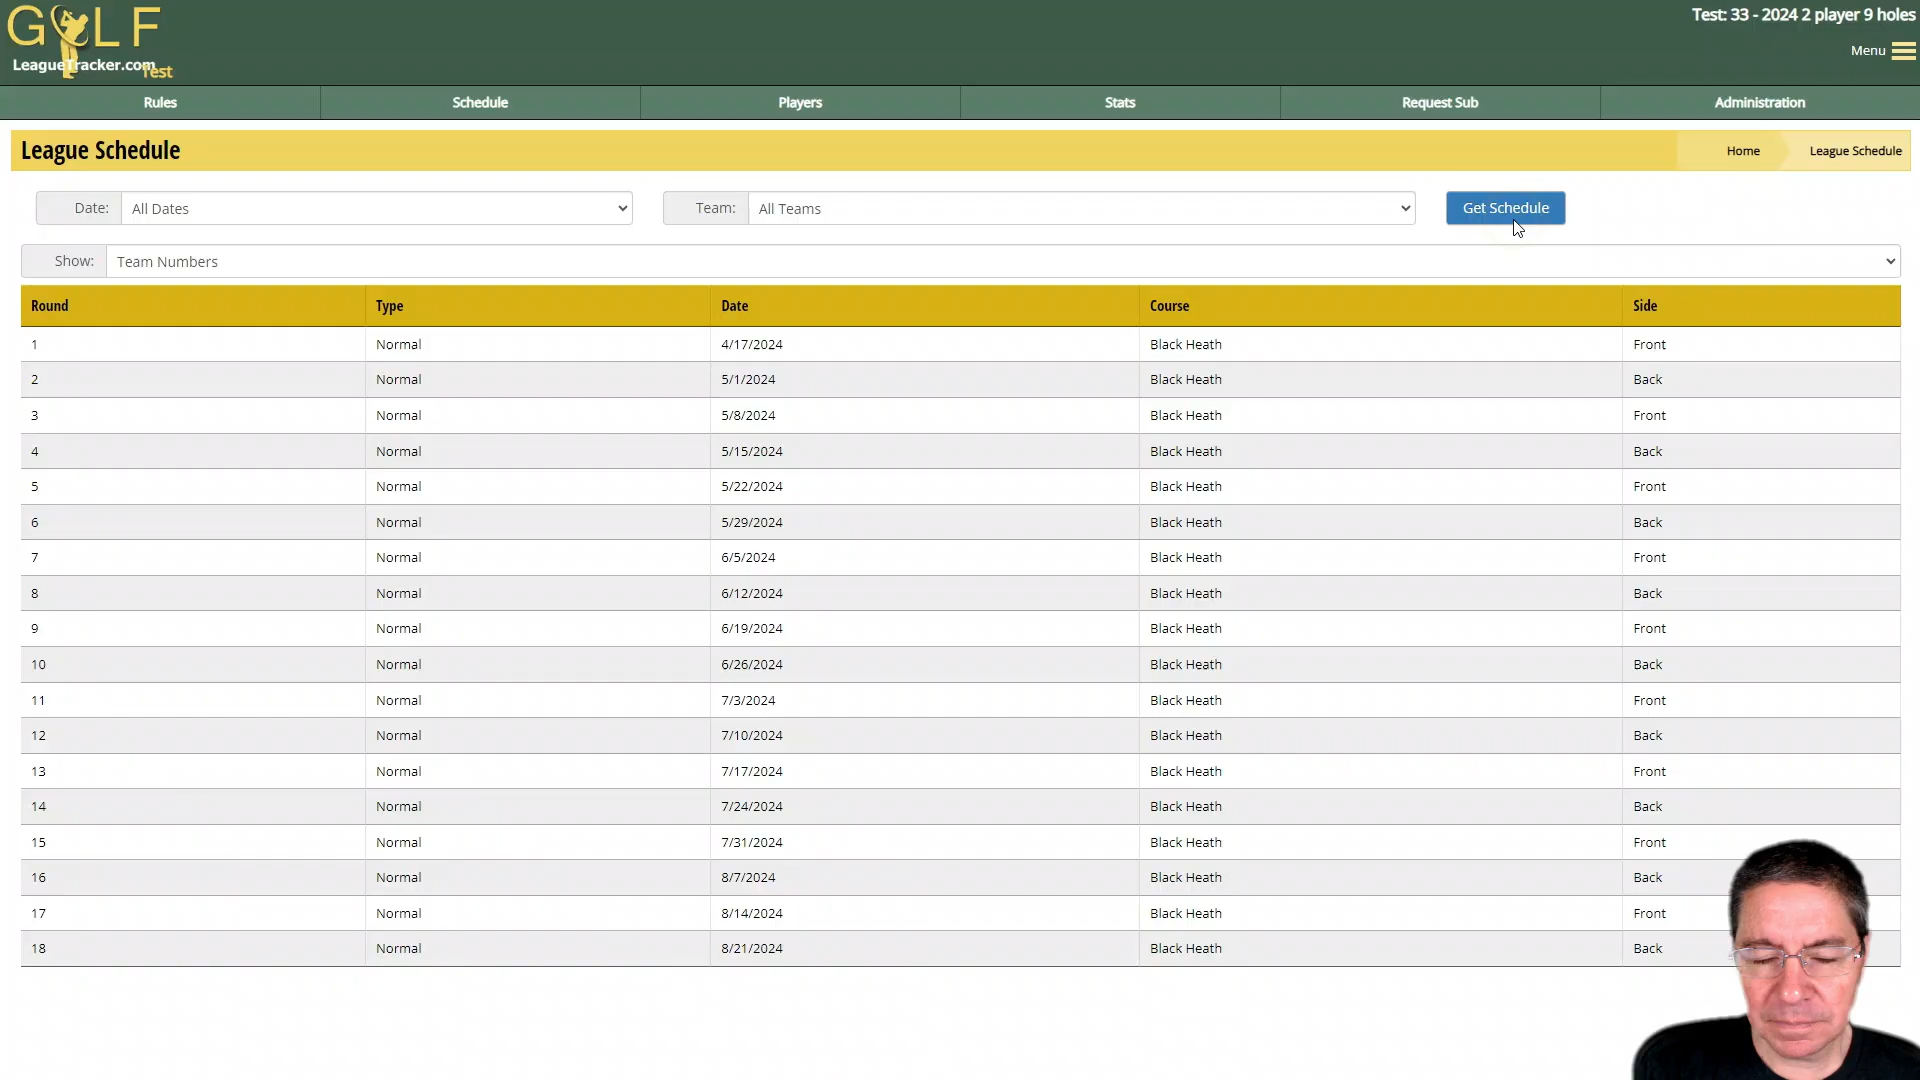 GOLF
LeagueTracker.com
Test
Test: 33 - 2024 2 player 9 holes
Menu
Rules Schedule Players Stats Request Sub Administration
League Schedule Home League Schedule
Date: All Dates Team: All Teams Get Schedule
Show: Team Numbers
Round Type Date Course Side
1 Normal 4/17/2024 Black Heath Front
2 Normal 5/1/2024 Black Heath Back
3 Normal 5/8/2024 Black Heath Front
4 Normal 5/15/2024 Black Heath Back
5 Normal 5/22/2024 Black Heath Front
6 Normal 5/29/2024 Black Heath Back
7 Normal 6/5/2024 Black Heath Front
8 Normal 6/12/2024 Black Heath Back
9 Normal 6/19/2024 Black Heath Front
10 Normal 6/26/2024 Black Heath Back
11 Normal 7/3/2024 Black Heath Front
12 Normal 7/10/2024 Black Heath Back
13 Normal 7/17/2024 Black Heath Front
14 Normal 7/24/2024 Black Heath Back
15 Normal 7/31/2024 Black Heath Front
16 Normal 8/7/2024 Black Heath Back
17 Normal 8/14/2024 Black Heath Front
18 Normal 8/21/2024 Black Heath Back